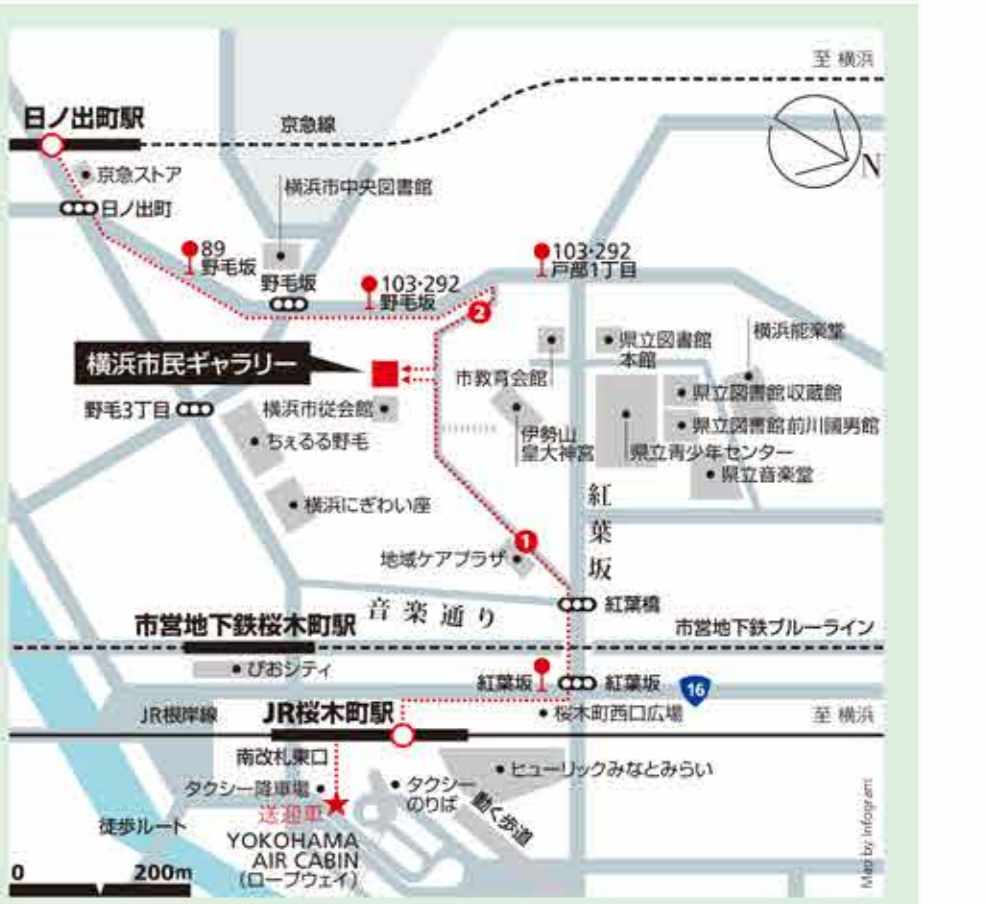 至 横浜
日ノ出町駅
京急線
N
京急ストア
横浜市中央図書館
日ノ出町
89
野毛坂
103・292
戸部1丁目
野毛坂
103・292
野毛坂
2
横浜能楽堂
県立図書館
本館
横浜市民ギャラリー
市教育会館
県立図書館収蔵館
野毛3丁目
横浜市従会館
県立図書館前川國男館
ちぇるる野毛
伊勢山
皇大神宮
県立青少年センター
県立音楽堂
横浜にぎわい座
紅葉坂
1
地域ケアプラザ
紅葉橋
音楽通り
市営地下鉄桜木町駅
市営地下鉄ブルーライン
ぴおシティ
紅葉坂
紅葉坂
16
JR根岸線
JR桜木町駅
桜木町西口広場
至 横浜
南改札東口
ヒューリックみなとみらい
タクシー降車場
タクシー
のりば
送迎車
動く歩道
徒歩ルート
YOKOHAMA
AIR CABIN
(ロープウェイ)
0
200m
Map by Infogram